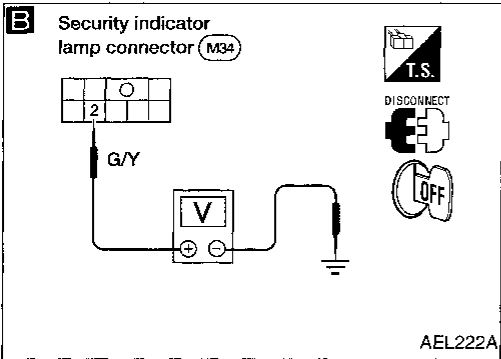 B
Security indicator
lamp connector (M34)
T.S.
DISCONNECT
2
G/Y
OFF
V
+ -
AEL222A